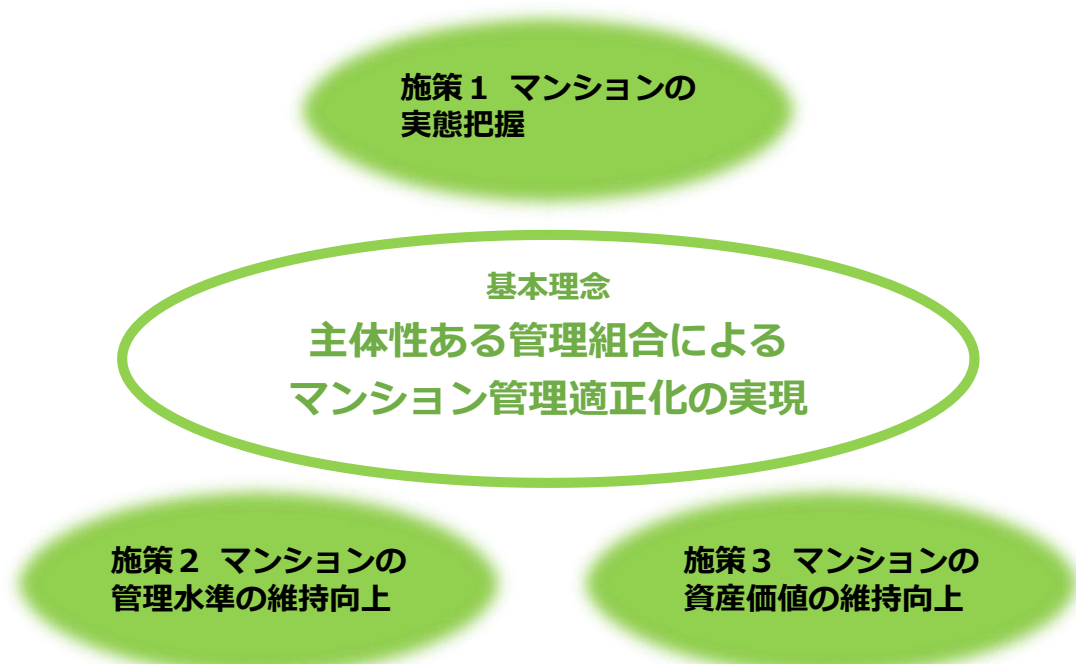 施策１ マンションの
実態把握
基本理念
主体性ある管理組合による
マンション管理適正化の実現
施策２ マンションの
管理水準の維持向上
施策３ マンションの
資産価値の維持向上